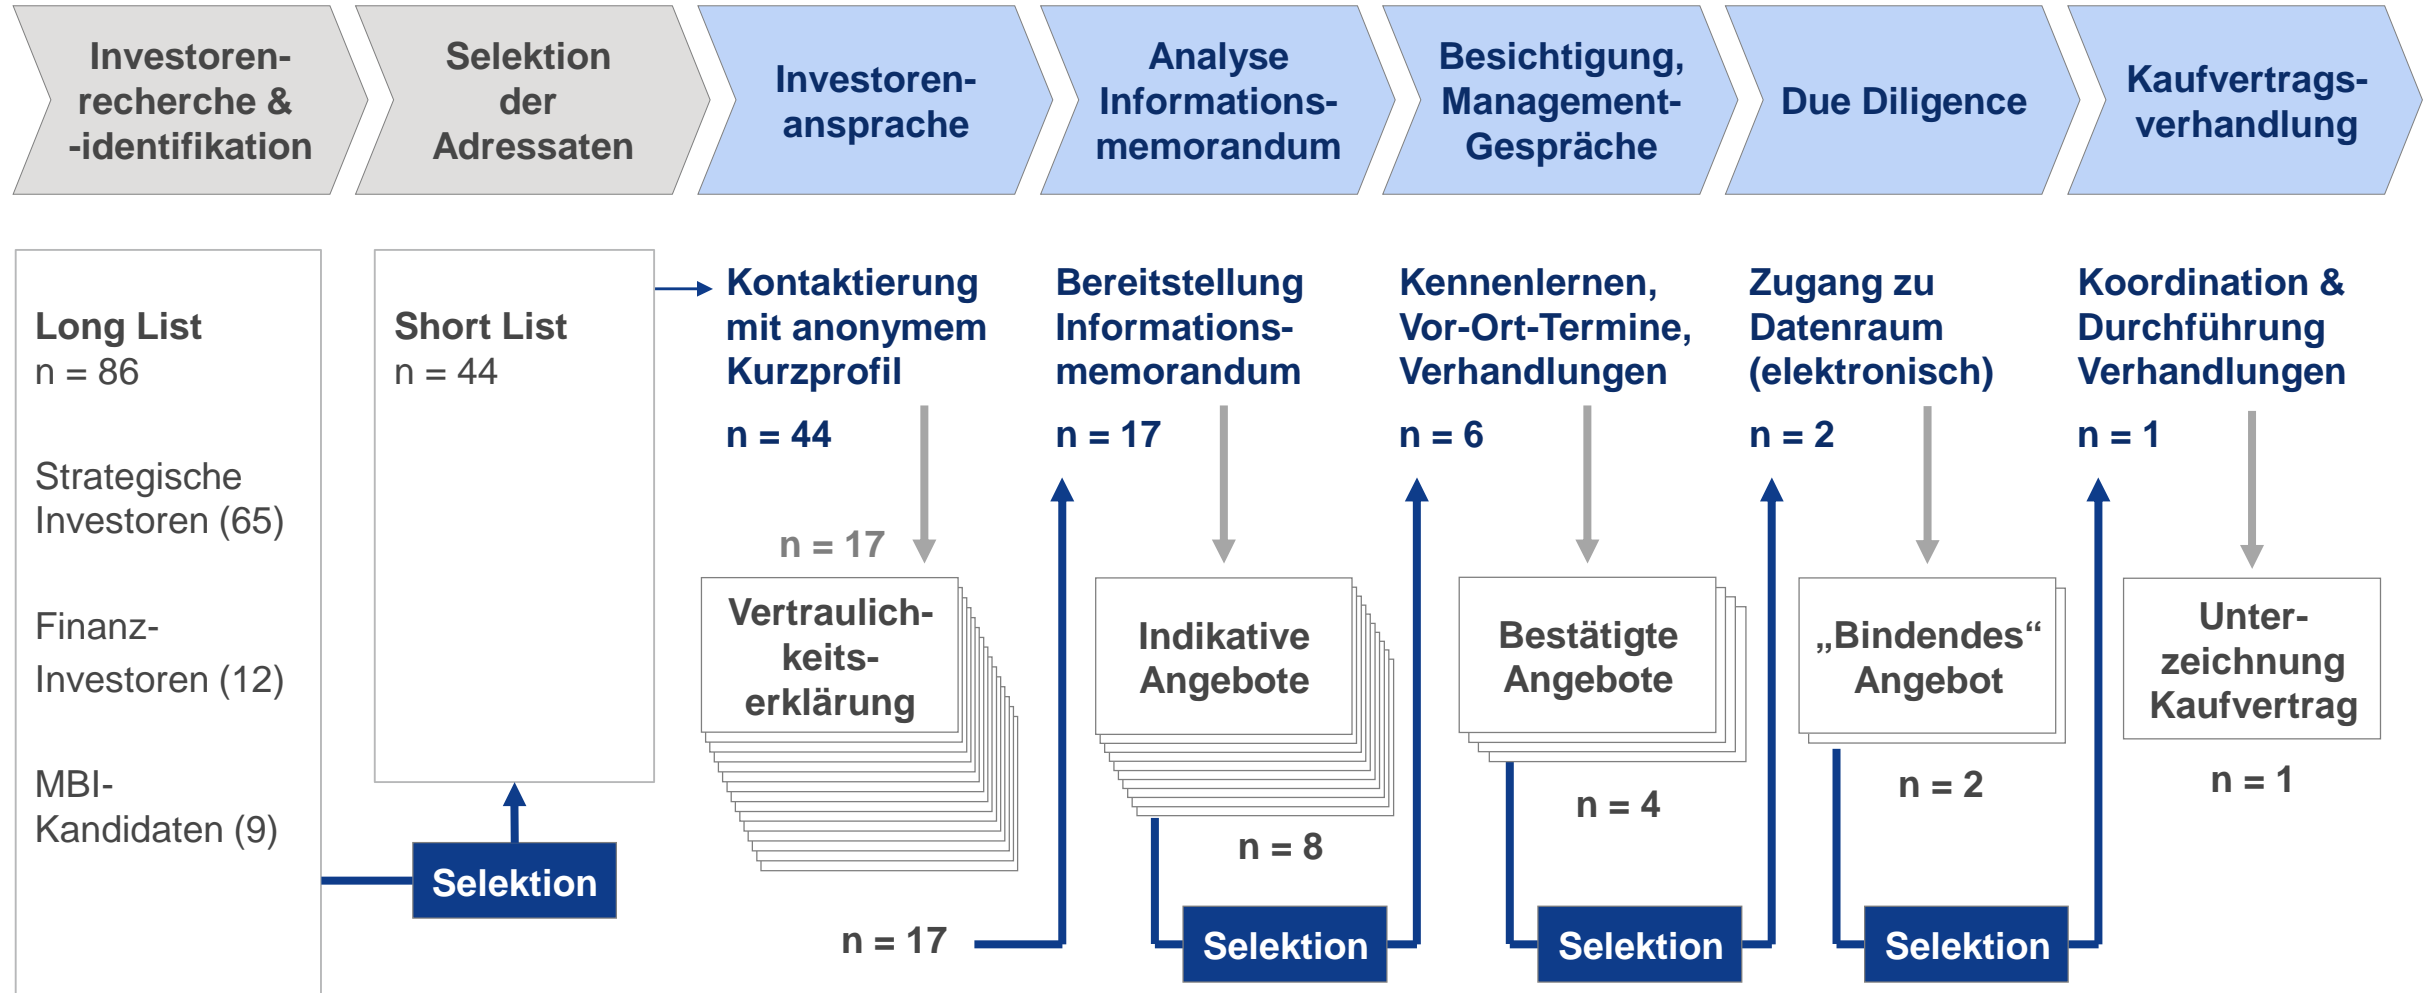 Investoren-
recherche &
-identifikation
Selektion
der
Adressaten
Investoren-
ansprache
Analyse
Informations-
memorandum
Besichtigung,
Management-
Gespräche
Due Diligence
Kaufvertrags-
verhandlung
Long List
n = 86
Strategische
Investoren (65)
Finanz-
Investoren (12)
MBI-
Kandidaten (9)
Selektion
Short List
n = 44
Kontaktierung
mit anonymem
Kurzprofil
n = 44
n = 17
Vertraulich-
keits-
erklärung
n = 17
Bereitstellung
Informations-
memorandum
n = 17
Indikative
Angebote
n = 8
Selektion
Kennenlernen,
Vor-Ort-Termine,
Verhandlungen
n = 6
Bestätigte
Angebote
n = 4
Selektion
Zugang zu
Datenraum
(elektronisch)
n = 2
„Bindendes“
Angebot
n = 2
Selektion
Koordination &
Durchführung
Verhandlungen
n = 1
Unter-
zeichnung
Kaufvertrag
n = 1